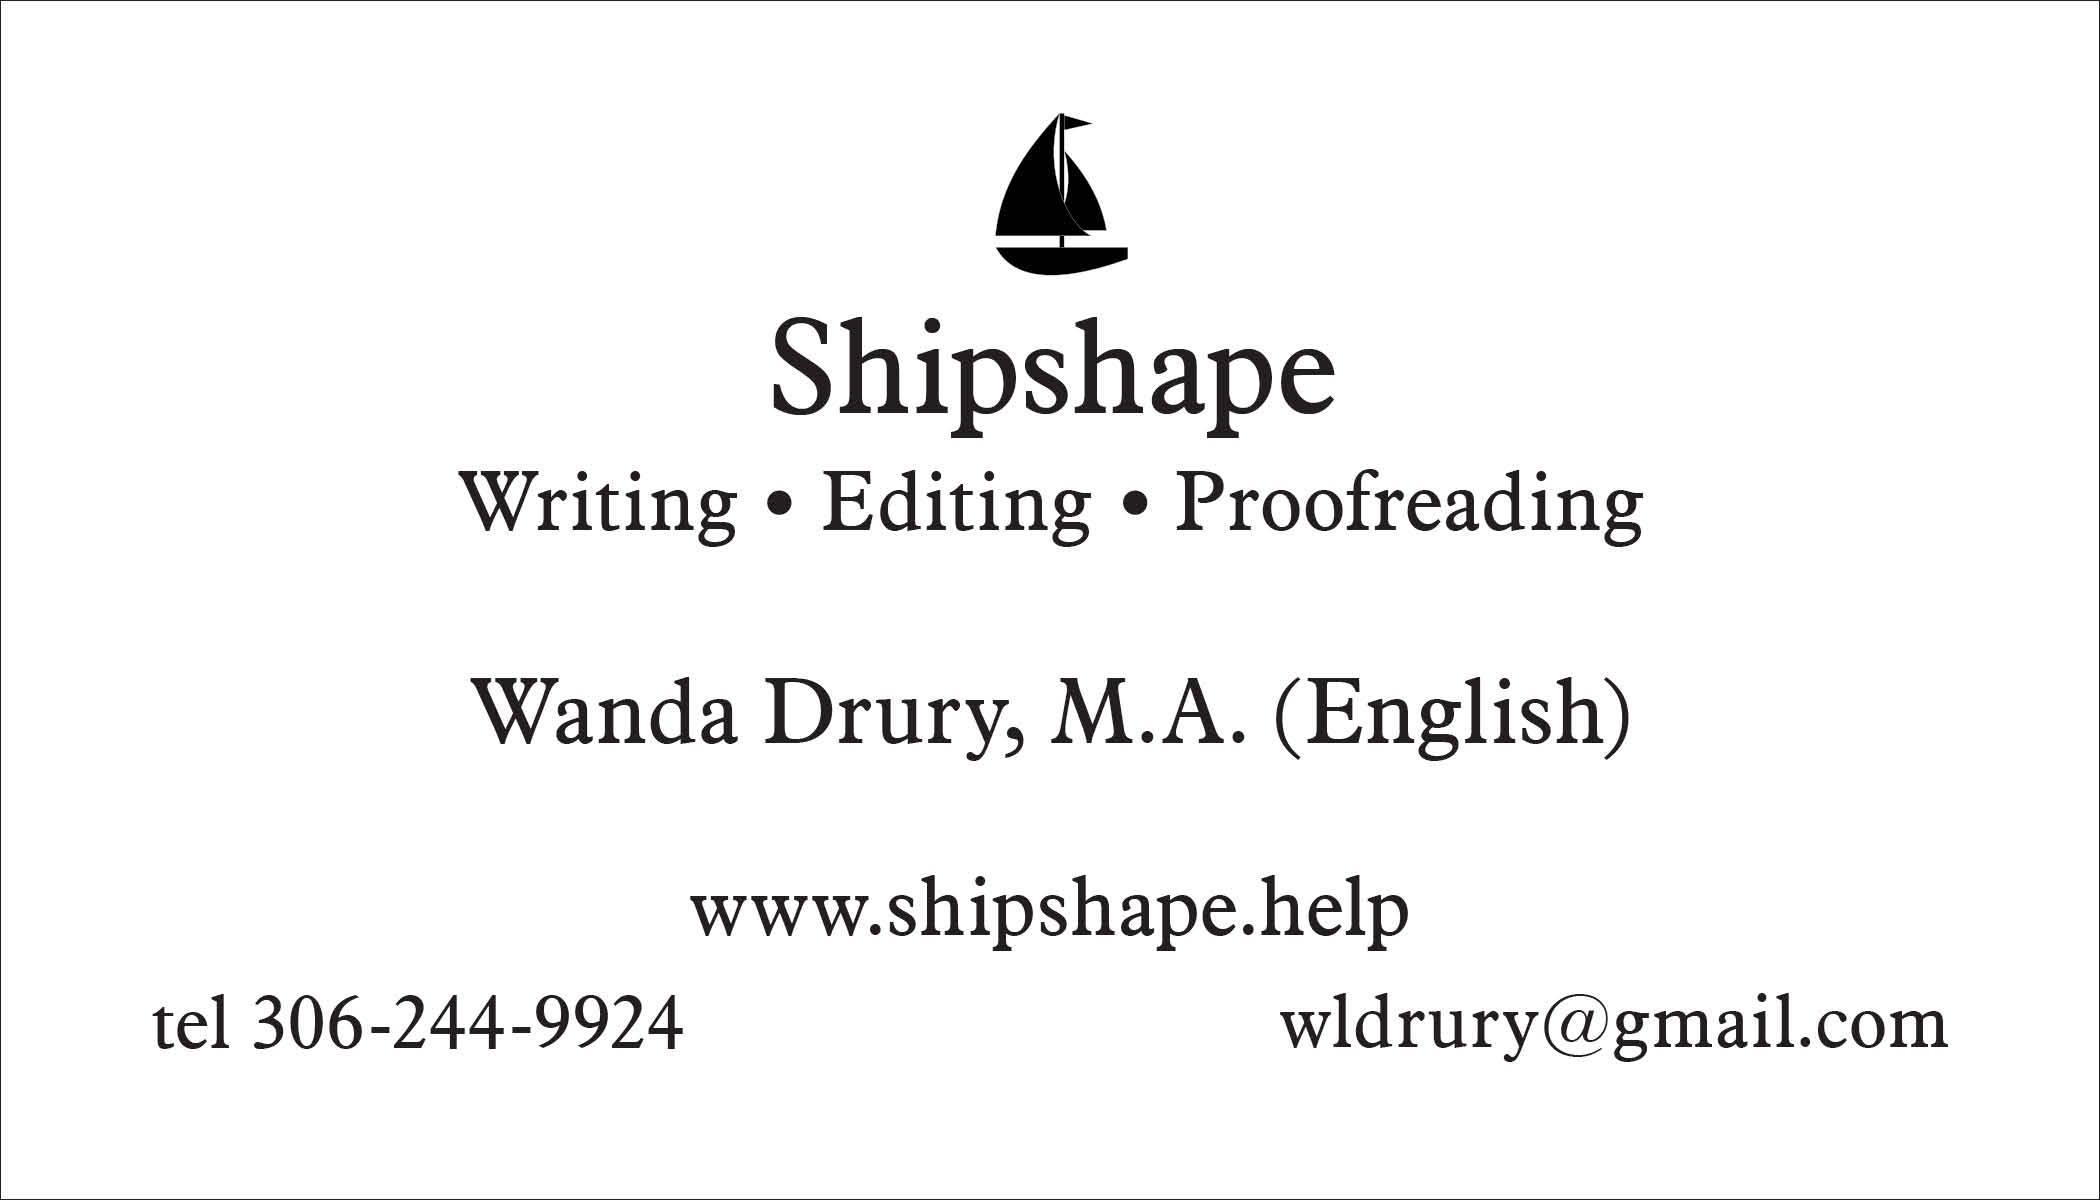 Shipshape
Writing • Editing • Proofreading
Wanda Drury, M.A. (English)
www.shipshape.help
tel 306-244-9924 wldrury@gmail.com